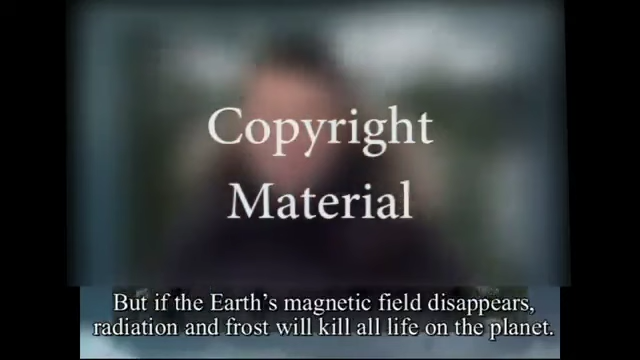 Copyright
Material
But if the Earth's magnetic field disappears,
radiation and frost will kill all life on the planet.